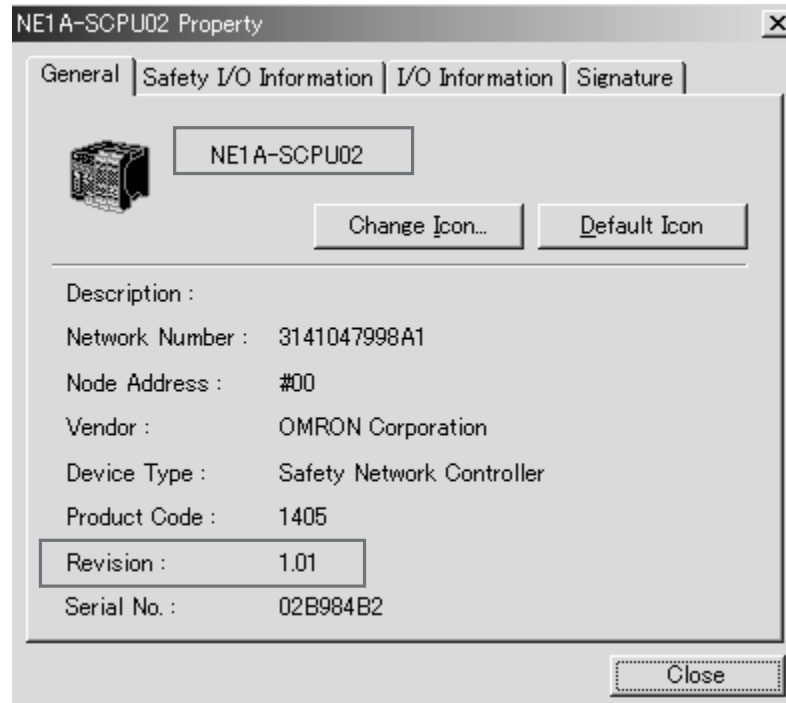 NE1A-SCPU02 Property
General Safety I/O Information I/O Information Signature
NE1A-SCPU02
Change Icon... Default Icon
Description :
Network Number : 3141047998A1
Node Address : #00
Vendor : OMRON Corporation
Device Type : Safety Network Controller
Product Code : 1405
Revision : 1.01
Serial No. : 02B984B2
Close